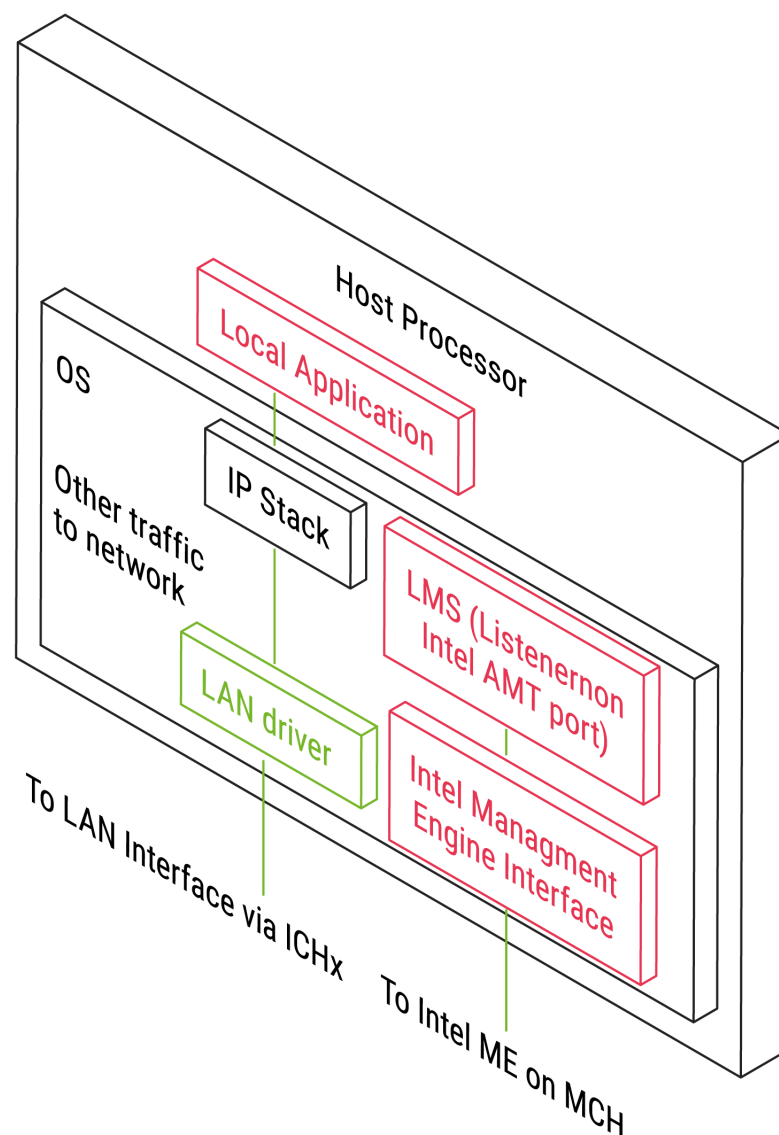 Host Processor
Local Application
OS
IP Stack
Other traffic
to network
LMS (Listenernon
Intel AMT port)
LAN driver
Intel Managment
Engine Interface
To LAN Interface via ICHx
To Intel ME on MCH